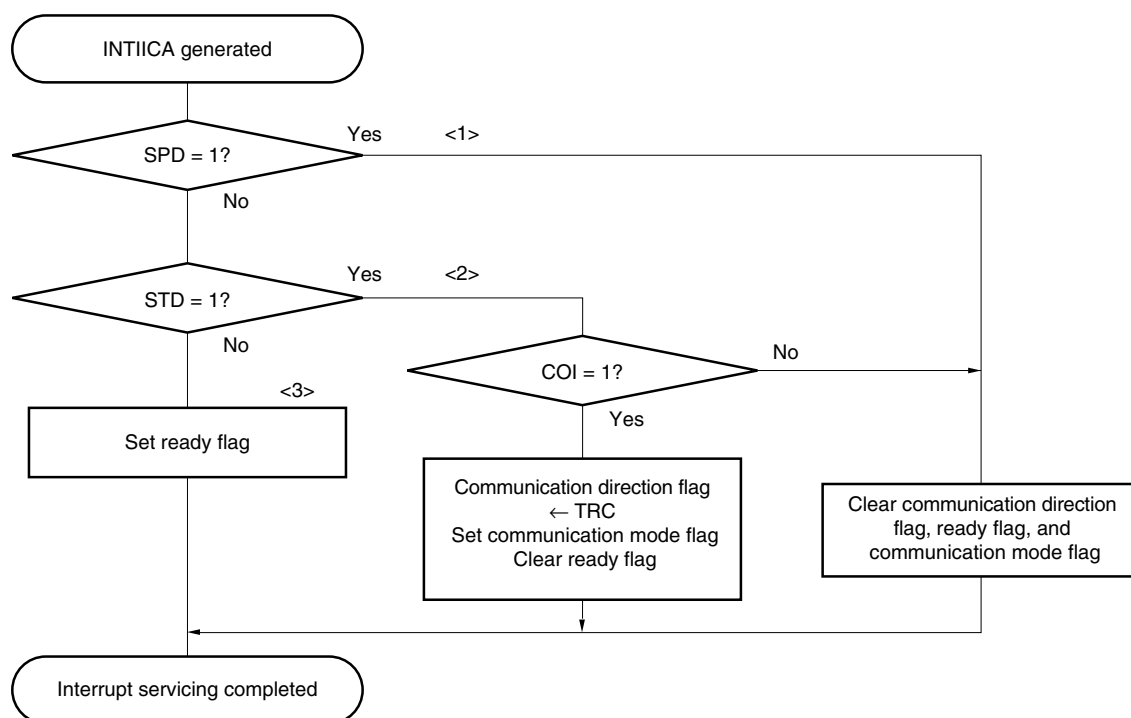 INTIICA generated
Yes
<1>
SPD = 1?
No
Yes
<2>
STD = 1?
No
No
COI = 1?
<3>
Yes
Set ready flag
Communication direction flag
← TRC
Set communication mode flag
Clear ready flag
Clear communication direction
flag, ready flag, and
communication mode flag
Interrupt servicing completed